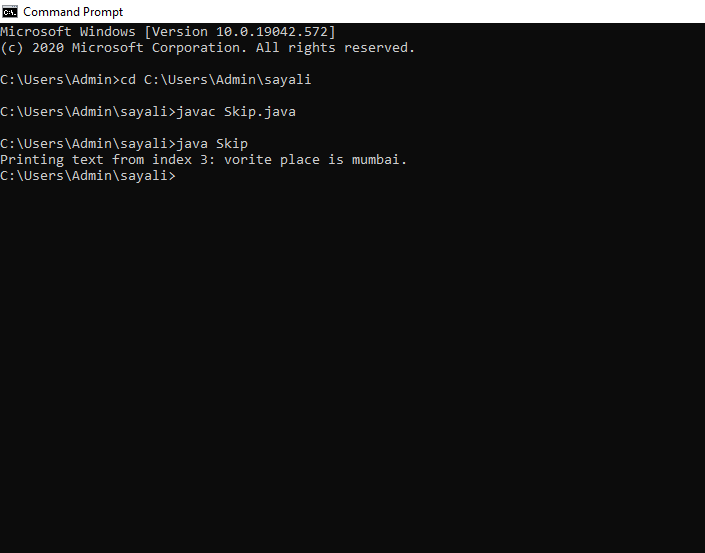 Command Prompt
Microsoft Windows [Version 10.0.19042.572]
(c) 2020 Microsoft Corporation. All rights reserved.
C:\Users\Admin>cd C:\Users\Admin\sayali
C:\Users\Admin\sayali>javac Skip.java
C:\Users\Admin\sayali>java Skip
Printing text from index 3: vorite place is mumbai.
C:\Users\Admin\sayali>